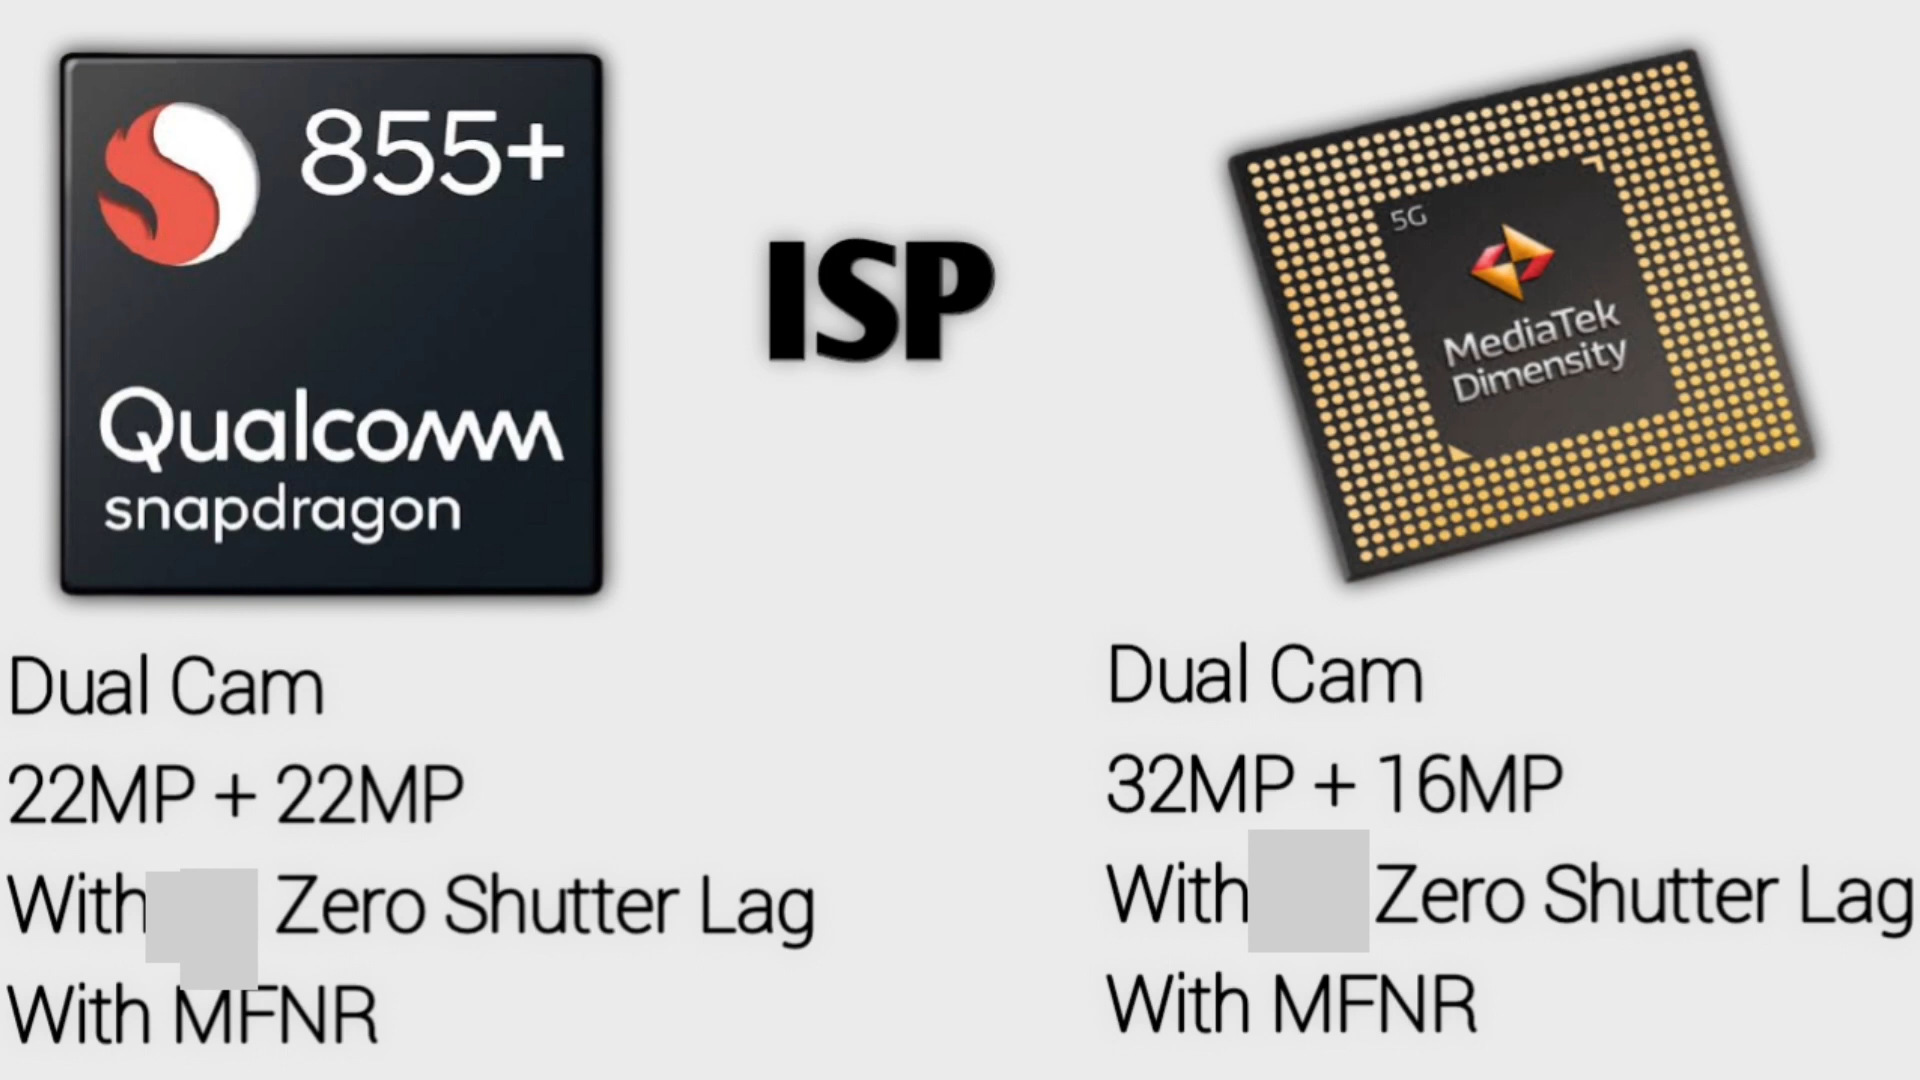 855+
Qualcomm
snapdragon
ISP
5G
MediaTek
Dimensity
Dual Cam
22MP + 22MP
With Zero Shutter Lag
With MFNR
Dual Cam
32MP + 16MP
With Zero Shutter Lag
With MFNR